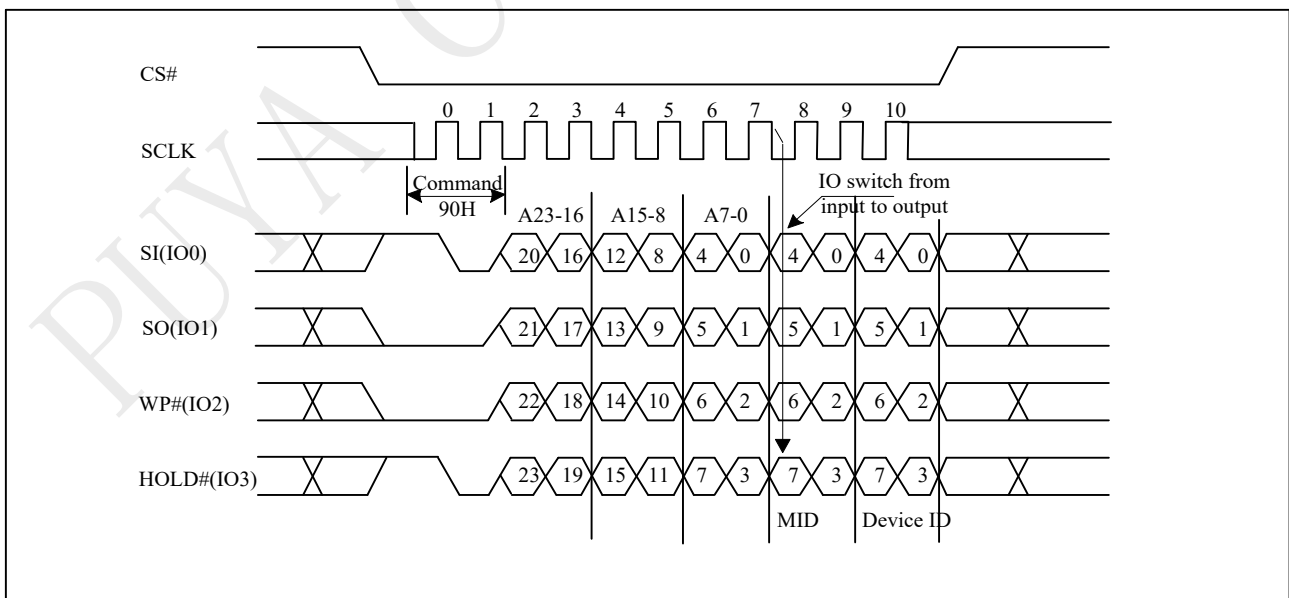 PUYA C
CS#
0 1 2 3 4 5 6 7 8 9 10
SCLK
Command
90H
IO switch from
input to output
A23-16 A15-8 A7-0
SI(IO0) 20 16 12 8 4 0 4 0 4 0
SO(IO1) 21 17 13 9 5 1 5 1 5 1
WP#(IO2) 22 18 14 10 6 2 6 2 6 2
HOLD#(IO3) 23 19 15 11 7 3 7 3 7 3
MID Device ID